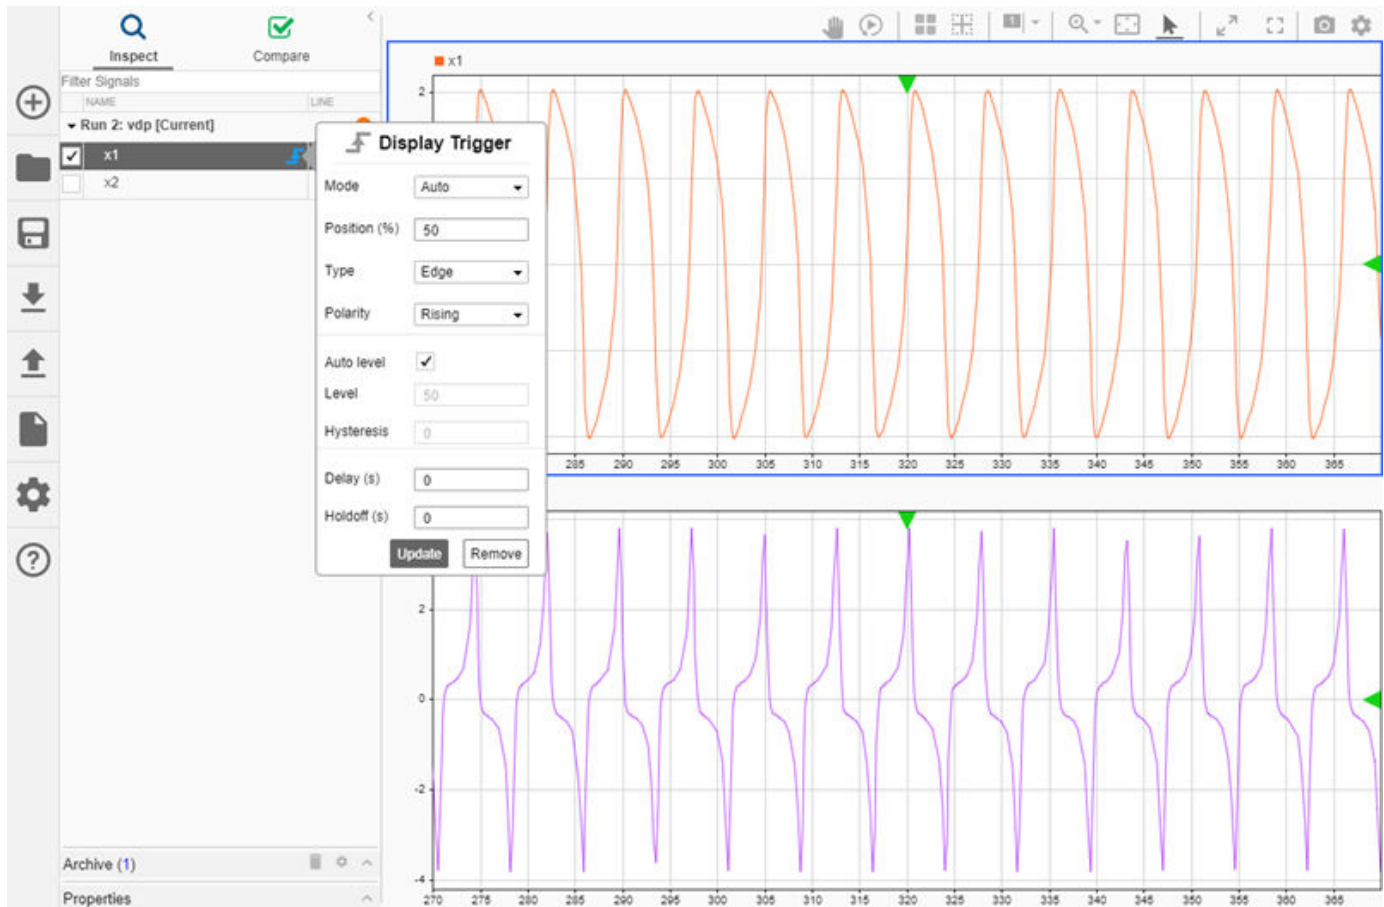 Inspect
Compare
Filter Signals
NAME LINE
Run 2: vdp [Current]
x1
x2
Display Trigger
Mode Auto
Position (%) 50
Type Edge
Polarity Rising
Auto level
Level 50
Hysteresis 0
Delay (s) 0
Holdoff (s) 0
Update Remove
Archive (1)
Properties
1
x1
2
285 290 295 300 305 310 315 320 325 330 335 340 345 350 355 360 365
2
0
-2
-4
270 275 280 285 290 295 300 305 310 315 320 325 330 335 340 345 350 355 360 365